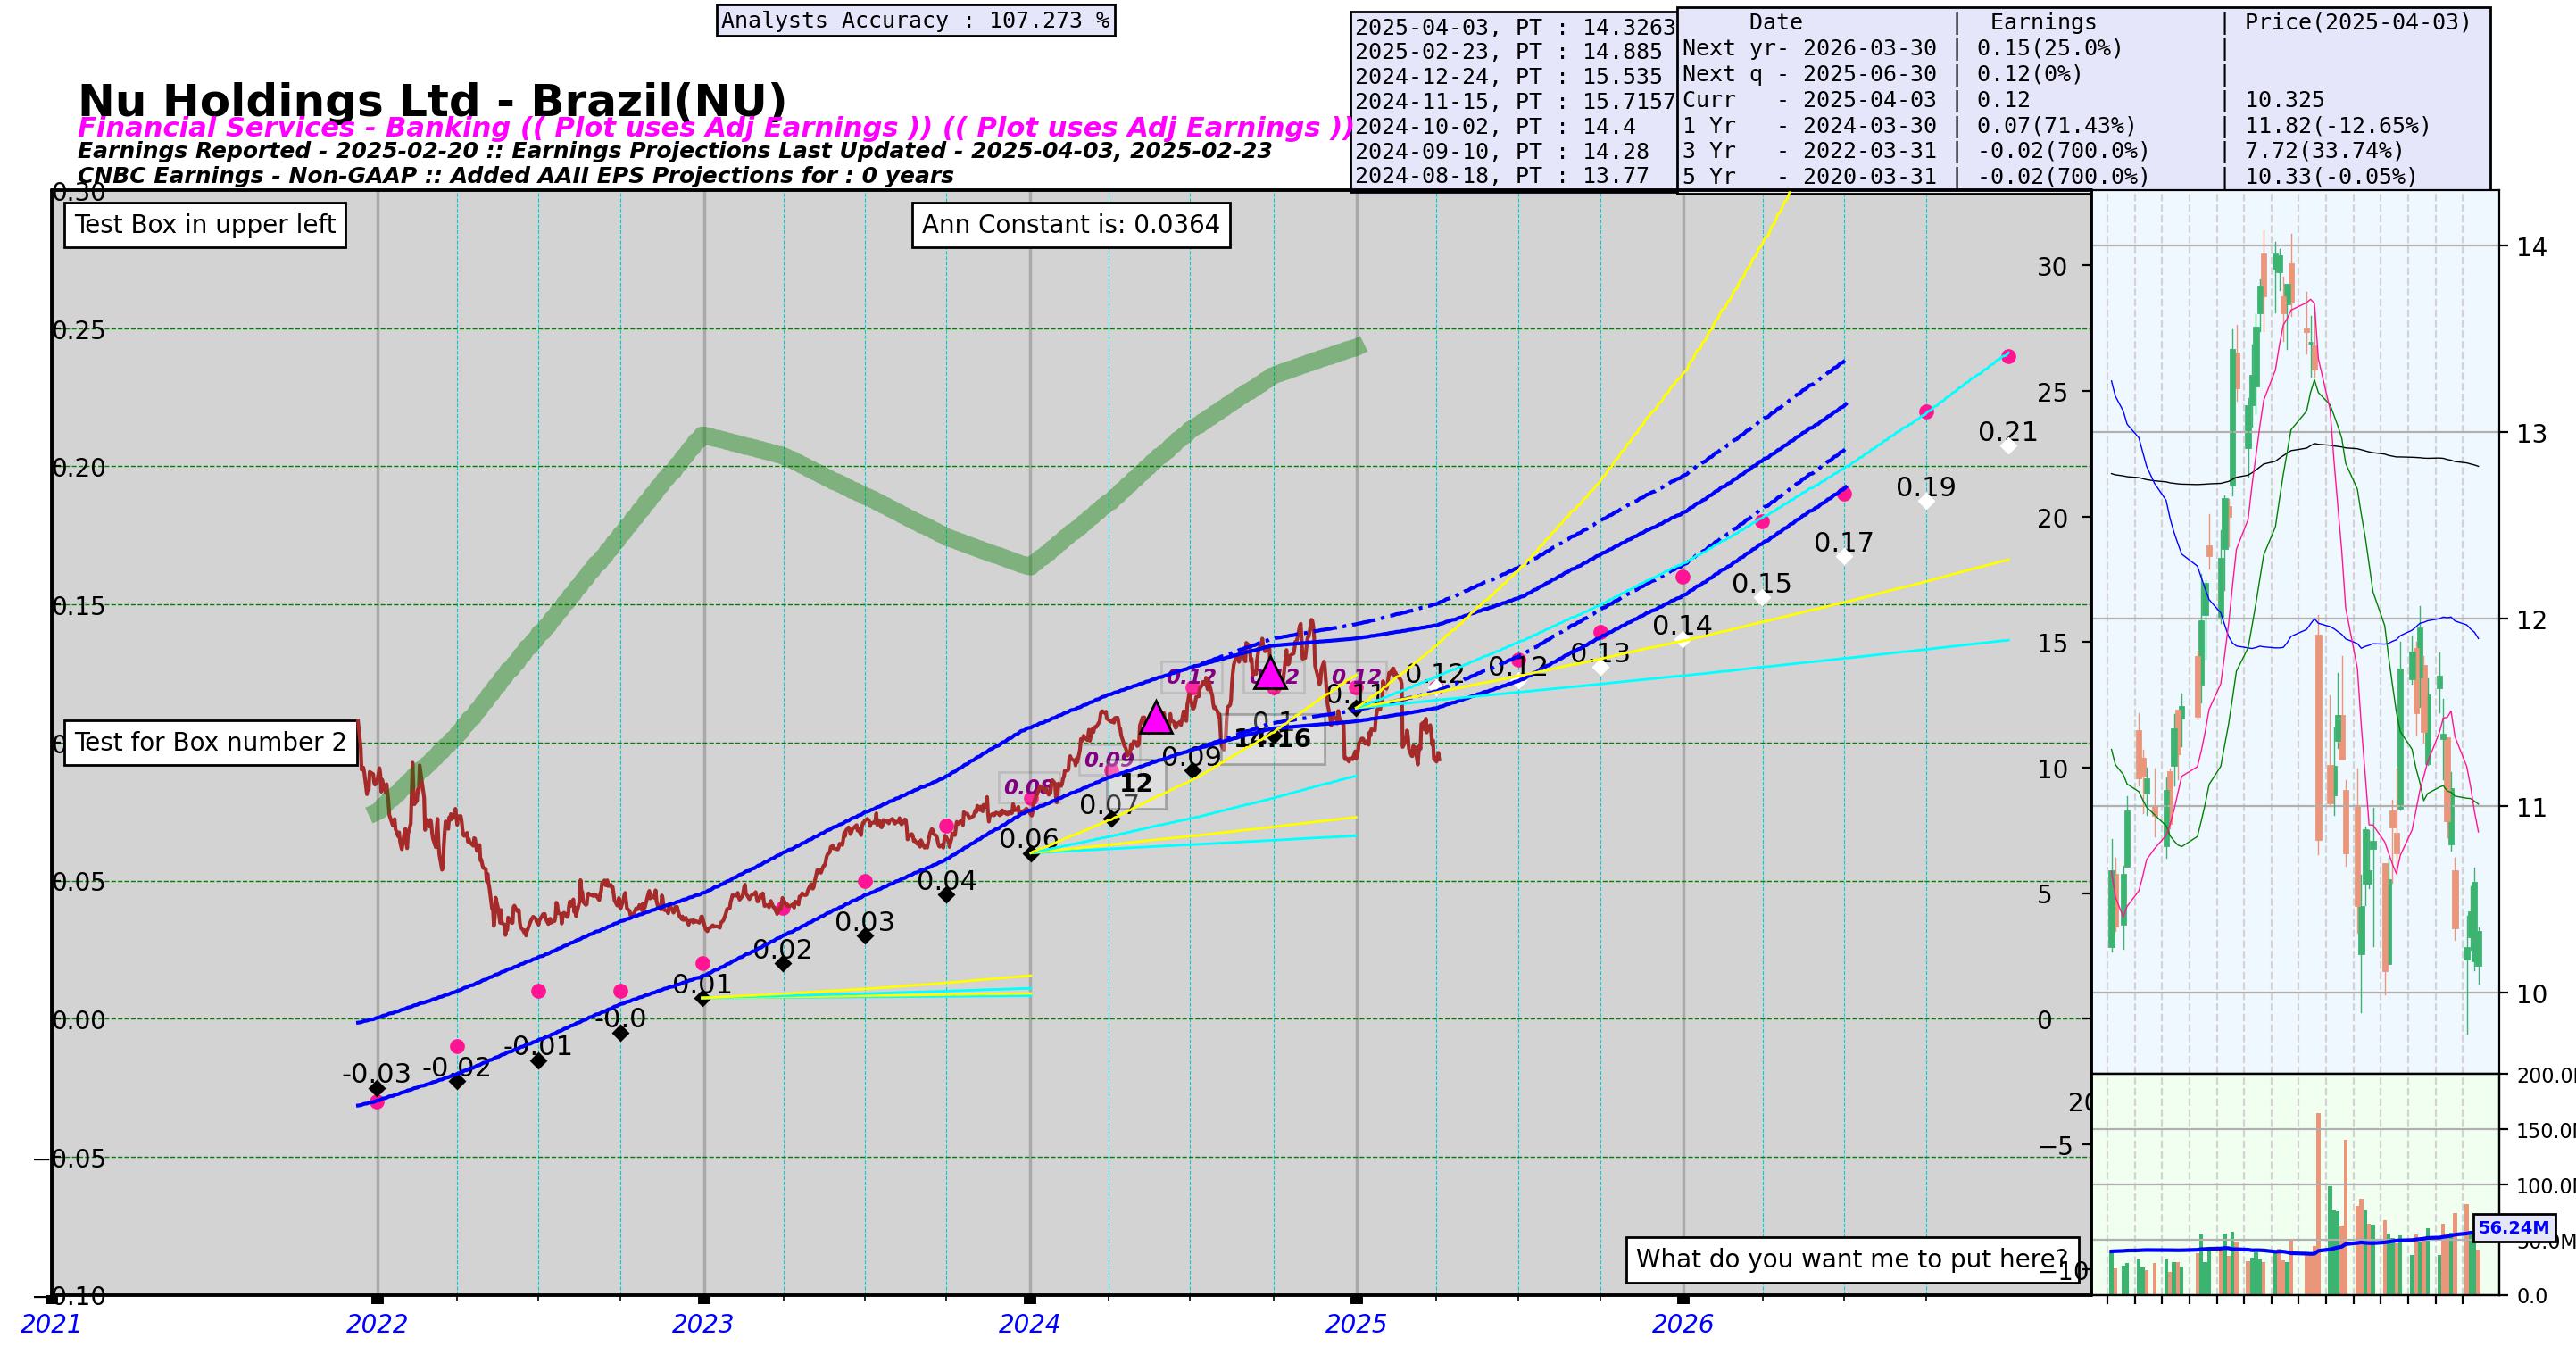 Analysts Accuracy : 107.273 %
Nu Holdings Ltd - Brazil(NU)
Financial Services - Banking (( Plot uses Adj Earnings )) (( Plot uses Adj Earnings ))
Earnings Reported - 2025-02-20 :: Earnings Projections Last Updated - 2025-04-03, 2025-02-23
CNBC Earnings - Non-GAAP :: Added AAII EPS Projections for : 0 years
2025-04-03, PT : 14.3263
2025-02-23, PT : 14.885
2024-12-24, PT : 15.535
2024-11-15, PT : 15.7157
2024-10-02, PT : 14.4
2024-09-10, PT : 14.28
2024-08-18, PT : 13.77
Date | Earnings | Price(2025-04-03)
Next yr- 2026-03-30 | 0.15(25.0%) |
Next q - 2025-06-30 | 0.12(0%) |
Curr - 2025-04-03 | 0.12 | 10.325
1 Yr - 2024-03-30 | 0.07(71.43%) | 11.82(-12.65%)
3 Yr - 2022-03-31 | -0.02(700.0%) | 7.72(33.74%)
5 Yr - 2020-03-31 | -0.02(700.0%) | 10.33(-0.05%)
Test Box in upper left
Ann Constant is: 0.0364
Test for Box number 2
What do you want me to put here?
0.30
0.25
0.20
0.15
0.05
0.00
−0.05
−0.10
-0.03
-0.02
-0.01
-0.0
0.01
0.02
0.03
0.04
0.06
0.07
0.09
0.1
0.11
0.12
0.12
0.13
0.14
0.15
0.17
0.19
0.21
0.08
0.09
0.12
0.12
12
14.16
30
25
20
15
10
5
0
−5
−10
14
13
12
11
10
150.0
100.0
56.24M
0.0
2021
2022
2023
2024
2025
2026